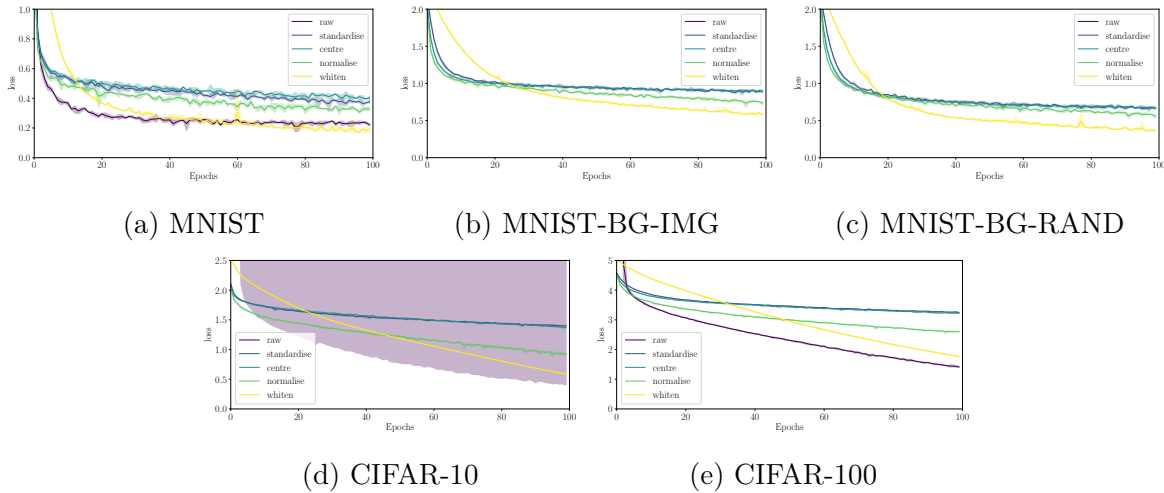 1.0
0.8
0.6
0.4
0.2
0.0
loss
raw
standardise
centre
normalise
whiten
0 20 40 60 80 100
Epochs
2.0
1.5
1.0
0.5
0.0
loss
raw
standardise
centre
normalise
whiten
0 20 40 60 80 100
Epochs
2.0
1.5
1.0
0.5
0.0
loss
raw
standardise
centre
normalise
whiten
0 20 40 60 80 100
Epochs
(a) MNIST
(b) MNIST-BG-IMG
(c) MNIST-BG-RAND
2.5
2.0
1.5
1.0
0.5
0.0
loss
raw
standardise
centre
normalise
whiten
0 20 40 60 80 100
Epochs
5
4
3
2
1
0
loss
raw
standardise
centre
normalise
whiten
0 20 40 60 80 100
Epochs
(d) CIFAR-10
(e) CIFAR-100